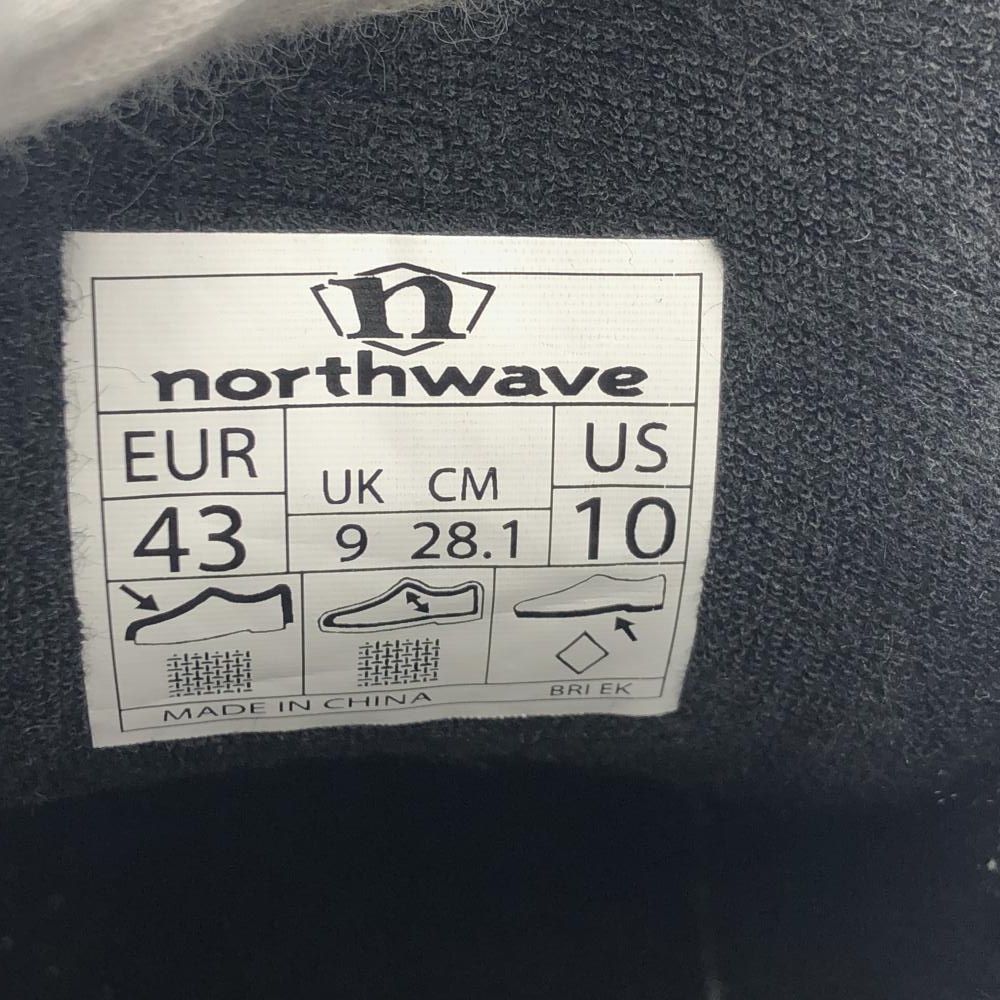 n
northwave
EUR UK CM US
43 9 28.1 10
BRI EK
MADE IN CHINA